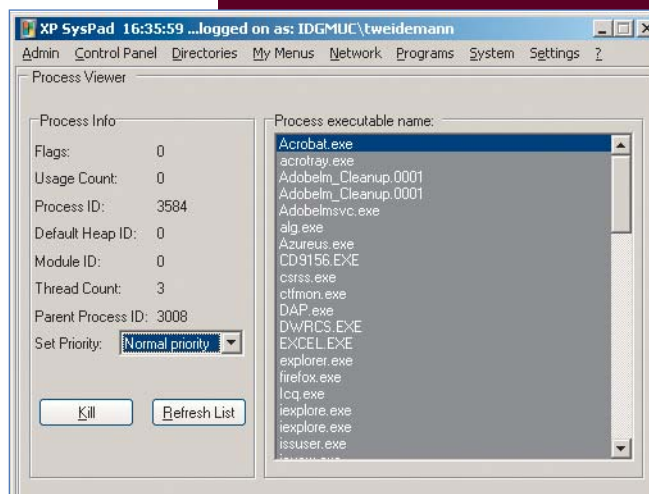 XP SysPad 16:35:59 ...logged on as: IDGMUC\tweidemann
Admin Control Panel Directories My Menus Network Programs System Settings ?
Process Viewer
Process Info
Flags: 0
Usage Count: 0
Process ID: 3584
Default Heap ID: 0
Module ID: 0
Thread Count: 3
Parent Process ID: 3008
Set Priority: Normal priority
Kill Refresh List
Process executable name:
Acrobat.exe
acrotray.exe
Adobelm_Cleanup.0001
Adobelm_Cleanup.0001
Adobelmsvc.exe
alg.exe
Azureus.exe
CD9156.EXE
csrss.exe
ctfmon.exe
DAP.exe
DWRCS.EXE
EXCEL.EXE
explorer.exe
firefox.exe
Icq.exe
iexplore.exe
iexplore.exe
issuser.exe